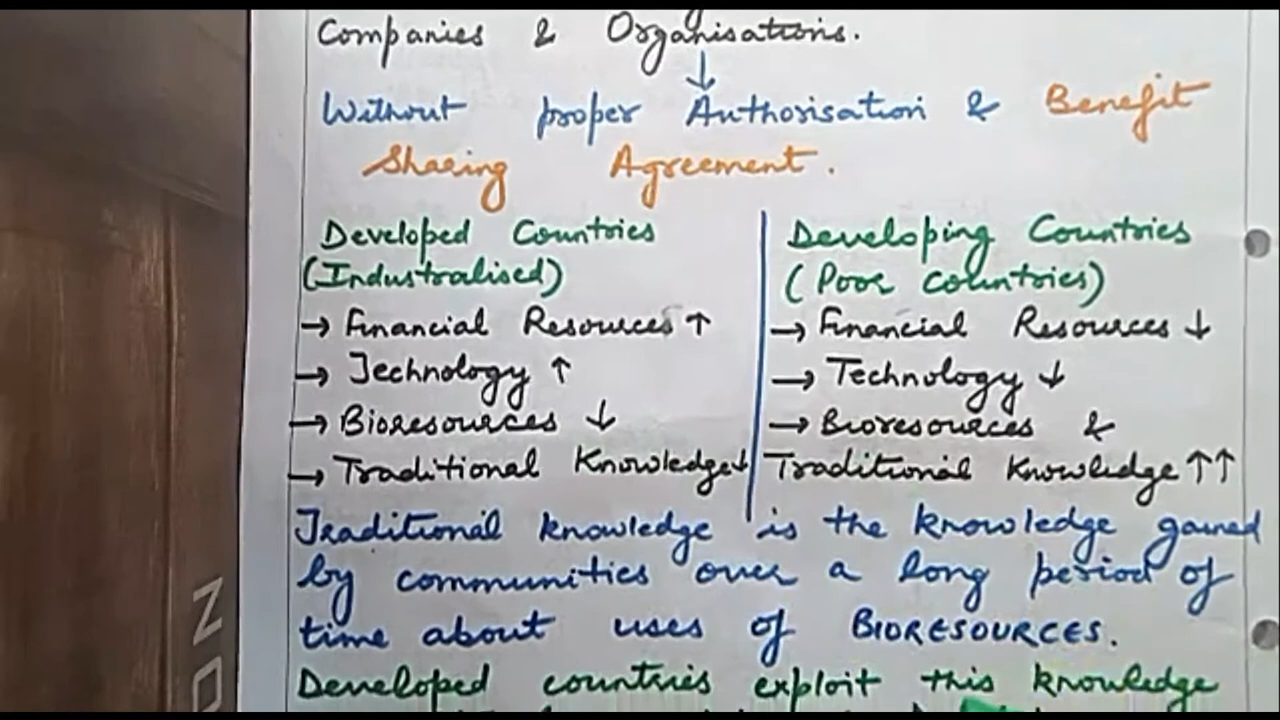 Companies & Organisations.
↓
Without proper Authorisation & Benefit
Sharing Agreement.
Developed Countries
(Industralised)
→ Financial Resources ↑
→ Technology ↑
→ Bioresources ↓
→ Traditional Knowledge↓
Developing Countries
(Poor countries)
→ Financial Resources ↓
→ Technology ↓
→ Bioresources &
Traditional Knowledge ↑↑
Traditional knowledge is the knowledge gained
by communities over a long period of
time about uses of BIORESOURCES.
Developed countries exploit this knowledge